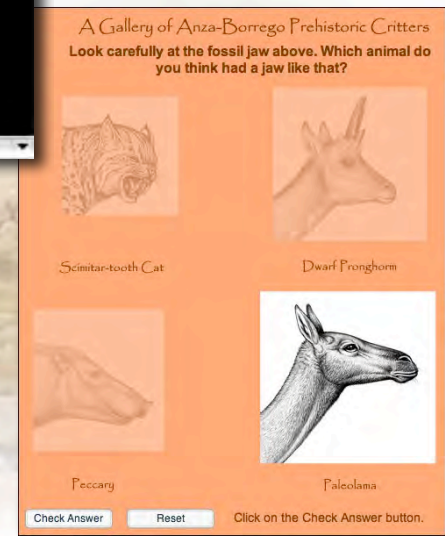 A Gallery of Anza-Borrego Prehistoric Critters
Look carefully at the fossil jaw above. Which animal do
you think had a jaw like that?
Scimitar-tooth Cat
Dwarf Pronghorm
Peccary
Paleolama
Check Answer
Reset
Click on the Check Answer button.